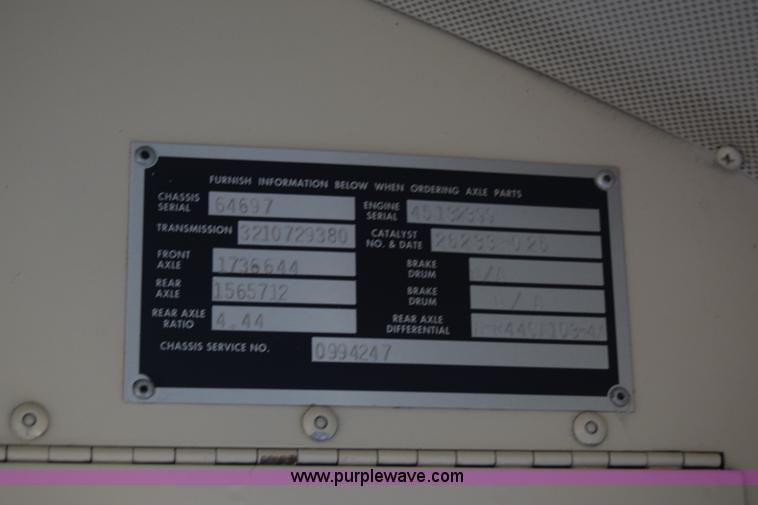 FURNISH INFORMATION BELOW WHEN ORDERING AXLE PARTS
CHASSIS SERIAL 64697 ENGINE SERIAL
TRANSMISSION 3210729380 CATALYST NO. & DATE
FRONT AXLE 1736644 BRAKE DRUM N/A
REAR AXLE 1565712 BRAKE DRUM N/A
REAR AXLE RATIO 4.44 REAR AXLE DIFFERENTIAL
CHASSIS SERVICE NO. 0994247
www.purplewave.com